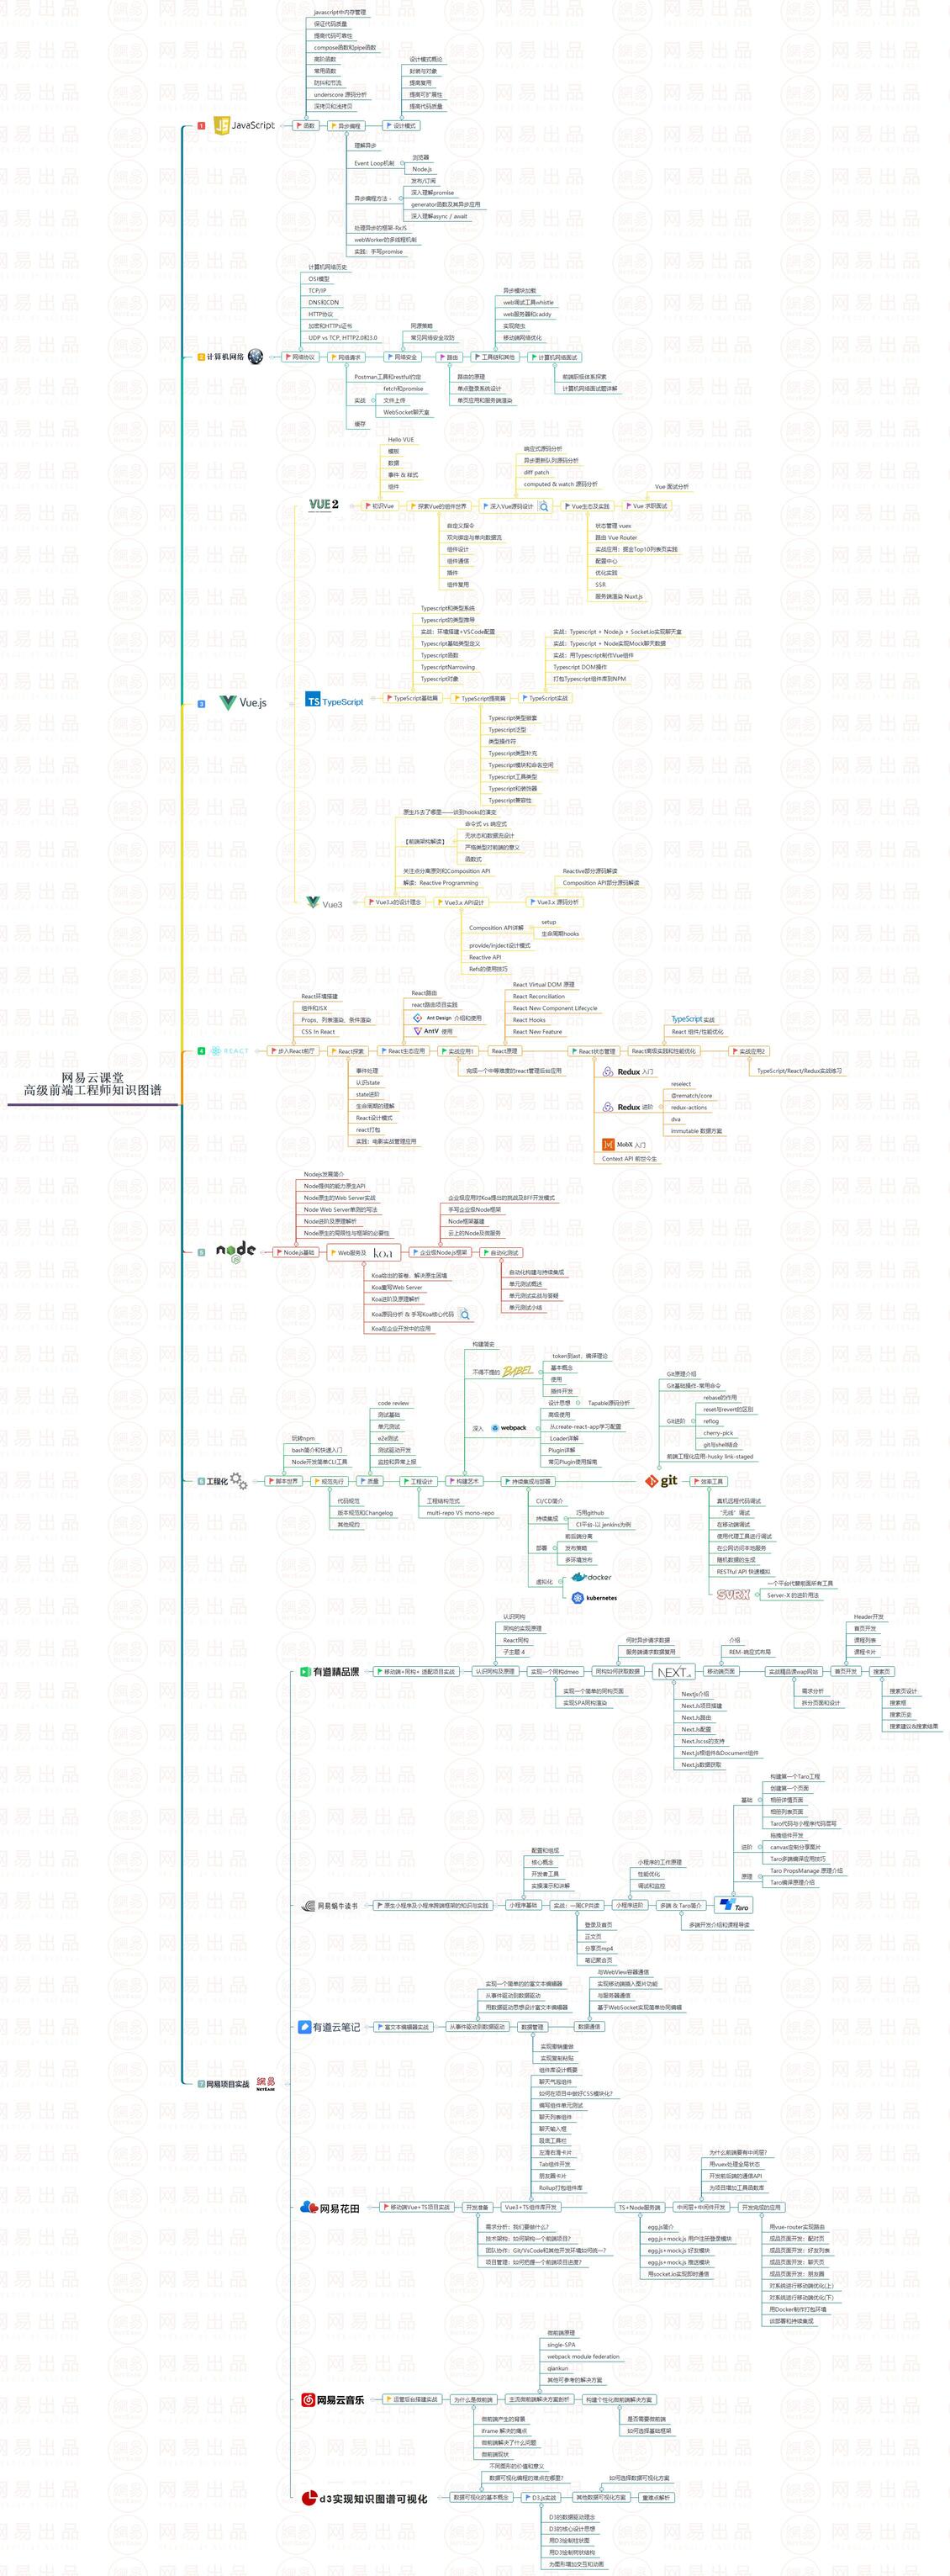 网易云课堂
高级前端工程师知识图谱
1 JavaScript
函数
javascript中内存管理
保证代码质量
提高代码可靠性
compose函数和pipe函数
高阶函数
常用函数
防抖和节流
underscore 源码分析
深拷贝和浅拷贝
异步编程
理解异步
Event Loop机制
浏览器
Node.js
异步编程方法 -
发布/订阅
深入理解promise
generator函数及其异步应用
深入理解async / await
处理异步的框架-RxJS
webWorker的多线程机制
实践：手写promise
设计模式
设计模式概论
封装与对象
提高复用
提高可扩展性
提高代码质量
2 计算机网络
网络协议
计算机网络历史
OSI模型
TCP/IP
DNS和CDN
HTTP协议
加密和HTTPs证书
UDP vs TCP, HTTP2.0和3.0
网络请求
Postman工具和restful约定
实战
fetch和promise
文件上传
WebSocket聊天室
缓存
网络安全
同源策略
常见网络安全攻防
路由
路由的原理
单点登录系统设计
单页应用和服务端渲染
工具链和其他
异步模块加载
web调试工具whistle
web服务器和caddy
实现爬虫
移动端网络优化
计算机网络面试
前端职级体系探索
计算机网络面试题详解
3 Vue.js
VUE 2
初识Vue
Hello VUE
模板
数据
事件 & 样式
组件
探索Vue的组件世界
自定义指令
双向绑定与单向数据流
组件设计
组件通信
插件
组件复用
深入Vue源码设计
响应式源码分析
异步更新队列源码分析
diff patch
computed & watch 源码分析
Vue生态及实践
状态管理 vuex
路由 Vue Router
实战应用：掘金Top10列表页实践
配置中心
优化实践
SSR
服务端渲染 Nuxt.js
Vue 求职面试
Vue 面试分析
TS TypeScript
TypeScript基础篇
Typescript和类型系统
Typescript的类型推导
实战：环境搭建+VSCode配置
Typescript基础类型定义
Typescript函数
TypescriptNarrowing
Typescript对象
TypeScript提高篇
Typescript类型嵌套
Typescript泛型
类型操作符
Typescript类型补充
Typescript模块和命名空间
Typescript工具类型
Typescript和装饰器
Typescript兼容性
TypeScript实战
实战：Typescript + Node.js + Socket.io实现聊天室
实战：Typescript + Node实现Mock聊天数据
实战：用Typescript制作Vue组件
Typescript DOM操作
打包Typescript组件库到NPM
Vue3
Vue3.x的设计理念
原生JS去了哪里——谈到hooks的演变
【前端架构解读】
命令式 vs 响应式
无状态和数据流设计
严格类型对前端的意义
函数式
关注点分离原则和Composition API
解读：Reactive Programming
Vue3.x API设计
Composition API详解
setup
生命周期hooks
provide/injdect设计模式
Reactive API
Refs的使用技巧
Vue3.x 源码分析
Reactive部分源码解读
Composition API部分源码解读
4 REACT
步入React前厅
React环境搭建
组件和JSX
Props、列表渲染、条件渲染
CSS In React
React探索
事件处理
认识state
state进阶
生命周期的理解
React设计模式
react打包
实践：电影实战管理应用
React生态应用
React路由
react路由项目实践
Ant Design 介绍和使用
AntV 使用
实战应用1
完成一个中等难度的react管理后台应用
React原理
React Virtual DOM 原理
React Reconciliation
React New Component Lifecycle
React Hooks
React New Feature
React状态管理
Redux 入门
Redux 进阶
reselect
@rematch/core
redux-actions
dva
immutable 数据方案
MobX 入门
Context API 前世今生
React高级实践和性能优化
TypeScript 实战
React 组件/性能优化
实战应用2
TypeScript/React/Redux实战练习
5 node
Node.js基础
Nodejs发展简介
Node提供的能力原生API
Node原生的Web Server实战
Node Web Server单测的写法
Node进阶及原理解析
Node原生的局限性与框架的必要性
Web服务及 koa
Koa给出的答卷、解决原生困境
Koa重写Web Server
Koa进阶及原理解析
Koa源码分析 & 手写Koa核心代码
Koa在企业开发中的应用
企业级Node.js框架
企业级应用对Koa提出的挑战及BFF开发模式
手写企业级Node框架
Node框架基建
云上的Node及微服务
自动化测试
自动化构建与持续集成
单元测试概述
单元测试实战与答疑
单元测试小结
6 工程化
脚本世界
玩转npm
bash简介和快速入门
Node开发简单CLI工具
规范先行
代码规范
版本规范和Changelog
其他规约
质量
code review
测试基础
单元测试
e2e测试
测试驱动开发
监控和异常上报
工程设计
工程结构范式
multi-repo VS mono-repo
构建艺术
构建简史
不得不提的 BABEL
token到ast、编译理论
基本概念
使用
插件开发
深入 webpack
设计思想
Tapable源码分析
高级使用
从create-react-app学习配置
Loader详解
Plugin详解
常见Plugin使用指南
持续集成与部署
CI/CD简介
持续集成
巧用github
CI平台-以 jenkins为例
部署
前后端分离
发布策略
多环境发布
虚拟化
docker
kubernetes
git
Git原理介绍
Git基础操作-常用命令
Git进阶
rebase的作用
reset与revert的区别
reflog
cherry-pick
git与shell结合
前端工程化应用-husky link-staged
效率工具
真机远程代码调试
"无线"调试
在移动端调试
使用代理工具进行调试
在公网访问本地服务
随机数据的生成
RESTful API 快速模拟
SVRX
一个平台代替前面所有工具
Server-X 的进阶用法
7 网易项目实战 網易 NETEASE
有道精品课
移动端+同构+ 适配项目实战
认识同构及原理
认识同构
同构的实现原理
React同构
子主题 4
实现一个同构dmeo
实现一个简单的同构页面
实现SPA同构渲染
同构如何获取数据
何时异步请求数据
服务端请求数据复用
NEXT.JS
Nextjs介绍
Next.Js项目搭建
Next.Js路由
Next.Js配置
Next.Jscss的支持
Next.js根组件&Document组件
Next.js数据获取
移动端页面
介绍
REM-响应式布局
实战精品课wap网站
需求分析
拆分页面和设计
首页开发
Header开发
首页开发
课程列表
课程卡片
搜索页
搜索页设计
搜索框
搜索历史
搜索建议&搜索结果
网易蜗牛读书
原生小程序及小程序跨端框架的知识与实践
小程序基础
配置和组成
核心概念
开发者工具
实操演示和讲解
实战：一周CP共读
登录及首页
正文页
分享页mp4
笔记聚合页
小程序进阶
小程序的工作原理
性能优化
调试和监控
多端 & Taro简介
多端开发介绍和课程导读
Taro
基础
构建第一个Taro工程
创建第一个页面
相册详情页面
相册列表页面
Taro代码与小程序代码混写
进阶
拖拽组件开发
canvas定制分享图片
Taro多端编译应用技巧
原理
Taro PropsManage 原理介绍
Taro编译原理介绍
有道云笔记
富文本编辑器实战
从事件驱动到数据驱动
实现一个简单的的富文本编辑器
从事件驱动到数据驱动
用数据驱动思想设计富文本编辑器
数据管理
实现撤销重做
实现复制粘贴
数据通信
与WebView容器通信
实现移动端插入图片功能
与服务器通信
基于WebSocket实现简单协同编辑
网易花田
移动端Vue+TS项目实战
开发准备
需求分析：我们要做什么？
技术架构：如何架构一个前端项目？
团队协作：Git/VsCode和其他开发环境如何统一？
项目管理：如何把握一个前端项目进度？
Vue3+TS组件库开发
组件库设计概要
聊天气泡组件
如何在项目中做好CSS模块化？
编写组件单元测试
聊天列表组件
聊天输入框
吸底工具栏
左滑右滑卡片
Tab组件开发
朋友圈卡片
Rollup打包组件库
TS+Node服务端
egg.js简介
egg.js+mock.js 用户注册登录模块
egg.js+mock.js 好友模块
egg.js+mock.js 推送模块
用socket.io实现即时通信
中间管+中间件开发
为什么前端要有中间管？
用vuex处理全局状态
开发前后端的通信API
为项目增加工具函数库
开发完成的应用
用vue-router实现路由
成品页面开发：配对页
成品页面开发：好友列表
成品页面开发：聊天页
成品页面开发：朋友圈
对系统进行移动端优化(上)
对系统进行移动端优化(下)
用Docker制作打包环境
谈部署和持续集成
网易云音乐
运营后台搭建实战
为什么是微前端
微前端产生的背景
iframe 解决的痛点
微前端解决了什么问题
微前端现状
主流微前端解决方案剖析
微前端原理
single-SPA
webpack module federation
qiankun
其他可参考的解决方案
构建个性化微前端解决方案
是否需要微前端
如何选择基础框架
d3实现知识图谱可视化
数据可视化的基本概念
不同图形的价值和意义
数据可视化编程的难点在哪里？
D3.js实战
D3的数据驱动理念
D3的核心设计思想
用D3绘制柱状图
用D3绘制树状结构
为图形增加交互和动画
其他数据可视化方案
如何选择数据可视化方案
重难点解析